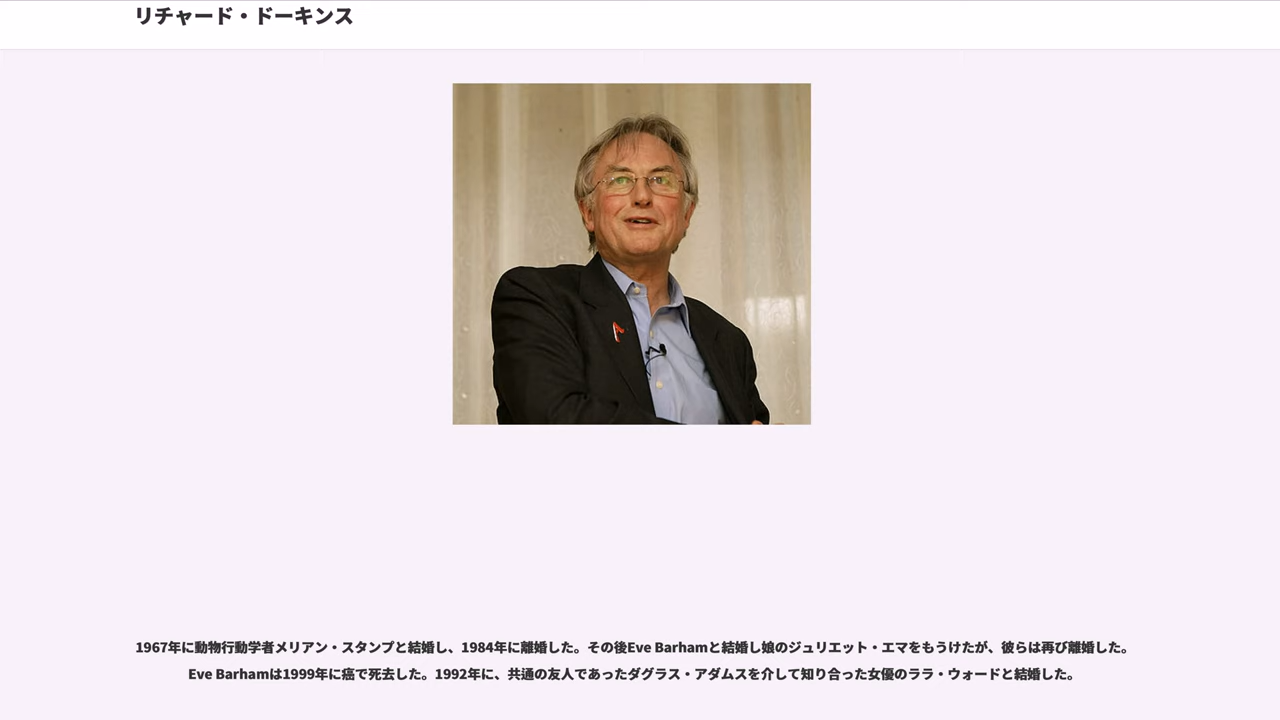 リチャード・ドーキンス
1967年に動物行動学者メリアン・スタンプと結婚し、1984年に離婚した。その後Eve Barhamと結婚し娘のジュリエット・エマをもうけたが、彼らは再び離婚した。
Eve Barhamは1999年に癌で死去した。1992年に、共通の友人であったダグラス・アダムスを介して知り合った女優のララ・ウォードと結婚した。